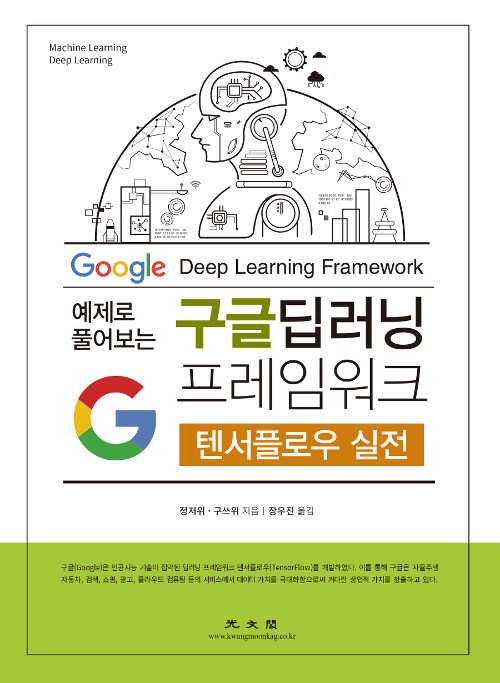 Machine Learning
Deep Learning
Google Deep Learning Framework
예제로
풀어보는
구글딥러닝
프레임워크
텐서플로우 실전
정저위 · 구쓰위 지음 | 장우진 옮김
구글(Google)은 인공지능 기술이 집약된 딥러닝 프레임워크 텐서플로우(TensorFlow)를 개발하였다. 이를 통해 구글은 자율주행
자동차, 검색, 쇼핑, 광고, 클라우드 컴퓨팅 등의 서비스에서 데이터 가치를 극대화함으로써 커다란 상업적 가치를 창출하고 있다.
光文閣
www.kwangmoonkag.co.kr